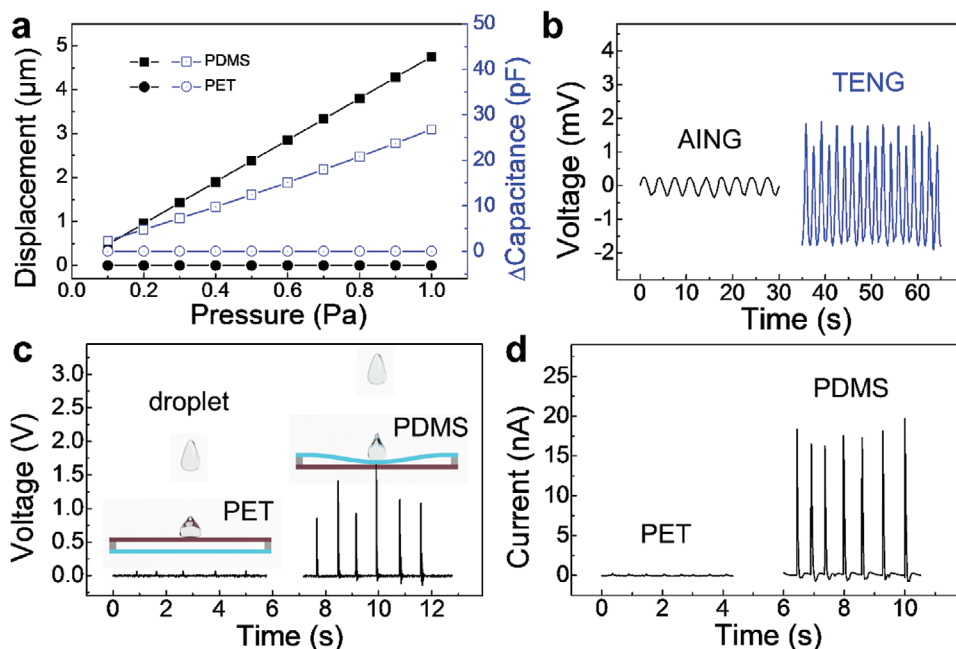 a
PDMS
PET
Displacement (μm)
5
4
3
2
1
0
ΔCapacitance (pF)
50
40
30
20
10
0
0.0 0.2 0.4 0.6 0.8 1.0
Pressure (Pa)
b
AING
TENG
Voltage (mV)
4
3
2
1
0
-1
-2
0 10 20 30 40 50 60
Time (s)
c
droplet
PET
PDMS
Voltage (V)
3.0
2.5
2.0
1.5
1.0
0.5
0.0
0 2 4 6 8 10 12
Time (s)
d
PET
PDMS
Current (nA)
25
20
15
10
5
0
0 2 4 6 8 10
Time (s)